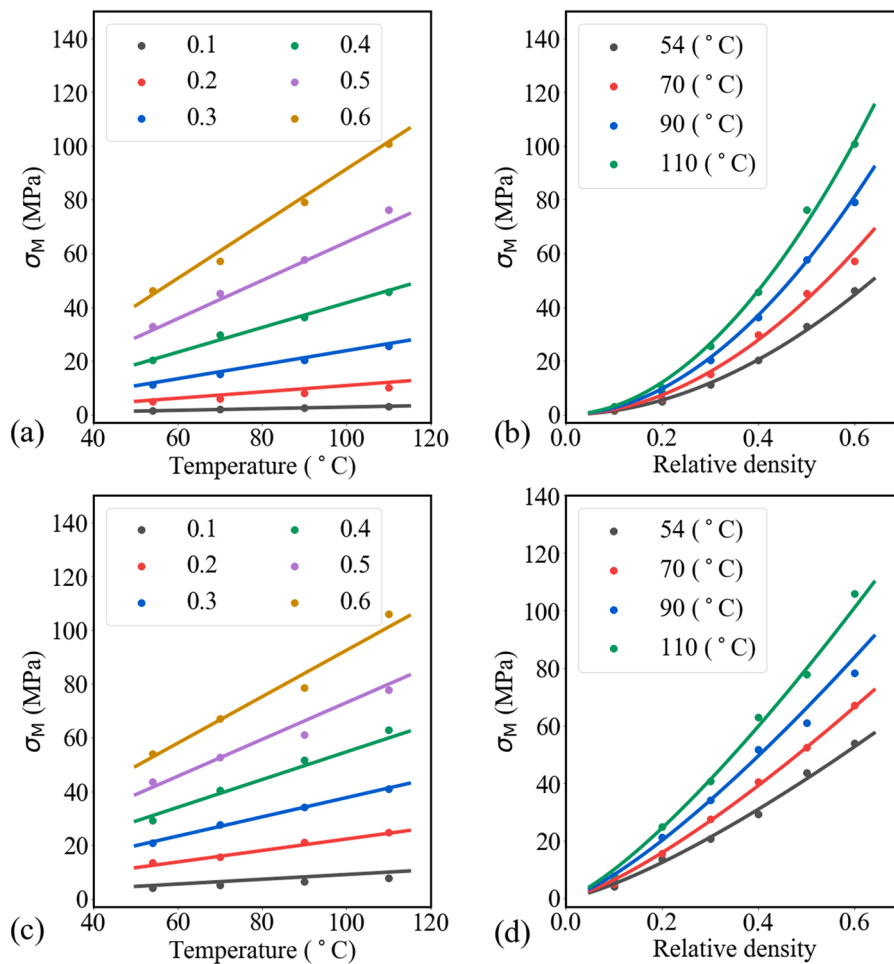 140
120
100
80
60
40
20
0
σM (MPa)
0.1 0.4
0.2 0.5
0.3 0.6
40 60 80 100 120
Temperature (°C)
(a)
140
120
100
80
60
40
20
0
σM (MPa)
54 (°C)
70 (°C)
90 (°C)
110 (°C)
0.0 0.2 0.4 0.6
Relative density
(b)
140
120
100
80
60
40
20
0
σM (MPa)
0.1 0.4
0.2 0.5
0.3 0.6
40 60 80 100 120
Temperature (°C)
(c)
140
120
100
80
60
40
20
0
σM (MPa)
54 (°C)
70 (°C)
90 (°C)
110 (°C)
0.0 0.2 0.4 0.6
Relative density
(d)